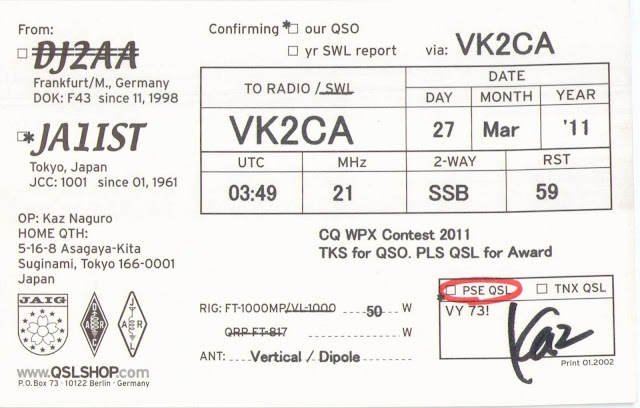 From:
DJ2AA
Frankfurt/M., Germany
DOK: F43 since 11, 1998
*JA1IST
Tokyo, Japan
JCC: 1001 since 01, 1961
OP: Kaz Naguro
HOME QTH:
5-16-8 Asagaya-Kita
Suginami, Tokyo 166-0001
Japan
JAIG
DARC
JARL
www.QSLSHOP.com
P.O.Box 73 · 10122 Berlin · Germany
Confirming *☐ our QSO
☐ yr SWL report via: VK2CA
TO RADIO / SWL
VK2CA
DATE
DAY MONTH YEAR
27 Mar '11
UTC MHz 2-WAY RST
03:49 21 SSB 59
CQ WPX Contest 2011
TKS for QSO. PLS QSL for Award
RIG: FT-1000MP/VL-1000 50 W
QRP FT-817 W
ANT: Vertical / Dipole
*☐ PSE QSL ☐ TNX QSL
VY 73!
Kaz
Print 01.2002